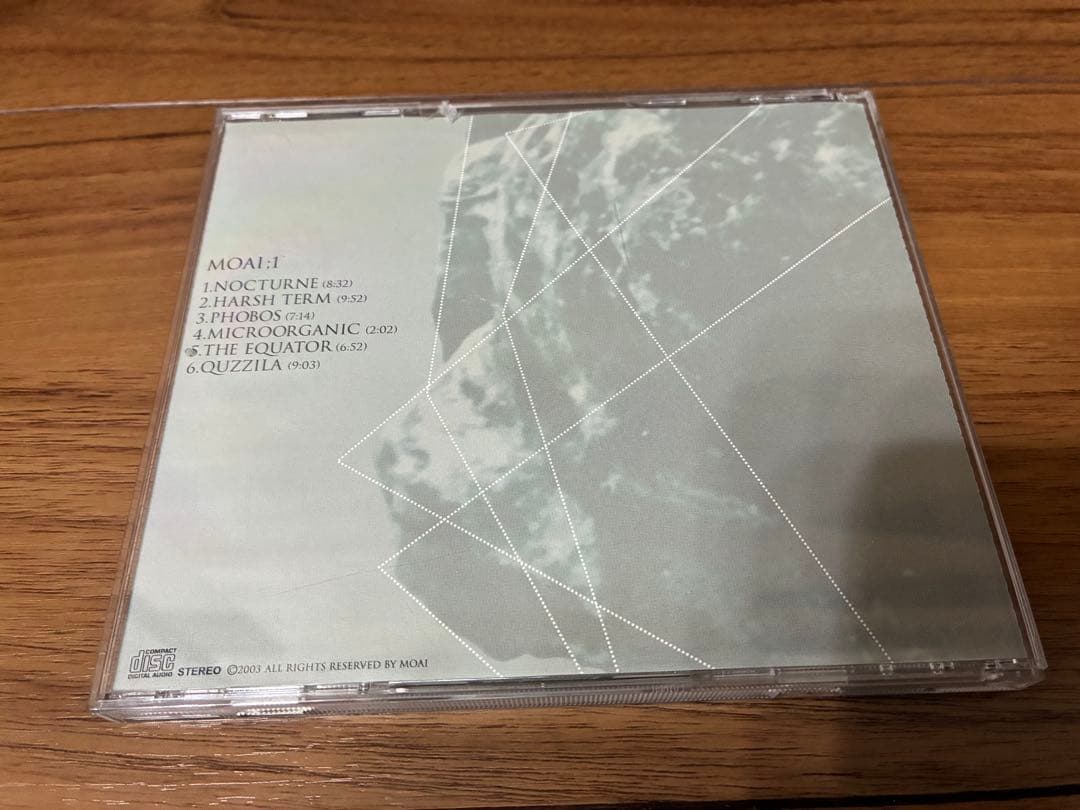 MOAI:1
1.NOCTURNE (8:32)
2.HARSH TERM (9:52)
3.PHOBOS (7:14)
4.MICROORGANIC (2:02)
5.THE EQUATOR (6:52)
6.QUZZILA (9:03)
COMPACT
disc
DIGITAL AUDIO
STEREO ©2003 ALL RIGHTS RESERVED BY MOAI